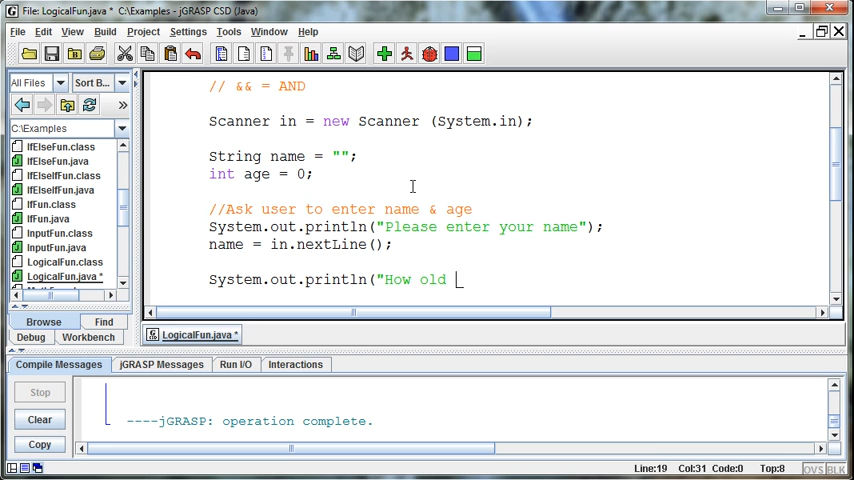 File: LogicalFun.java * C:\Examples - jGRASP CSD (Java)
File Edit View Build Project Settings Tools Window Help
All Files Sort B...
C:\Examples
IfElseFun.class
IfElseFun.java
IfElseIfFun.class
IfElseIfFun.java
IfFun.class
IfFun.java
InputFun.class
InputFun.java
LogicalFun.class
LogicalFun.java *
Browse Find
Debug Workbench
// && = AND
Scanner in = new Scanner (System.in);
String name = "";
int age = 0;
//Ask user to enter name & age
System.out.println("Please enter your name");
name = in.nextLine();
System.out.println("How old
LogicalFun.java *
Compile Messages jGRASP Messages Run I/O Interactions
Stop
Clear
Copy
----jGRASP: operation complete.
Line:19 Col:31 Code:0 Top:8 OVS BLK